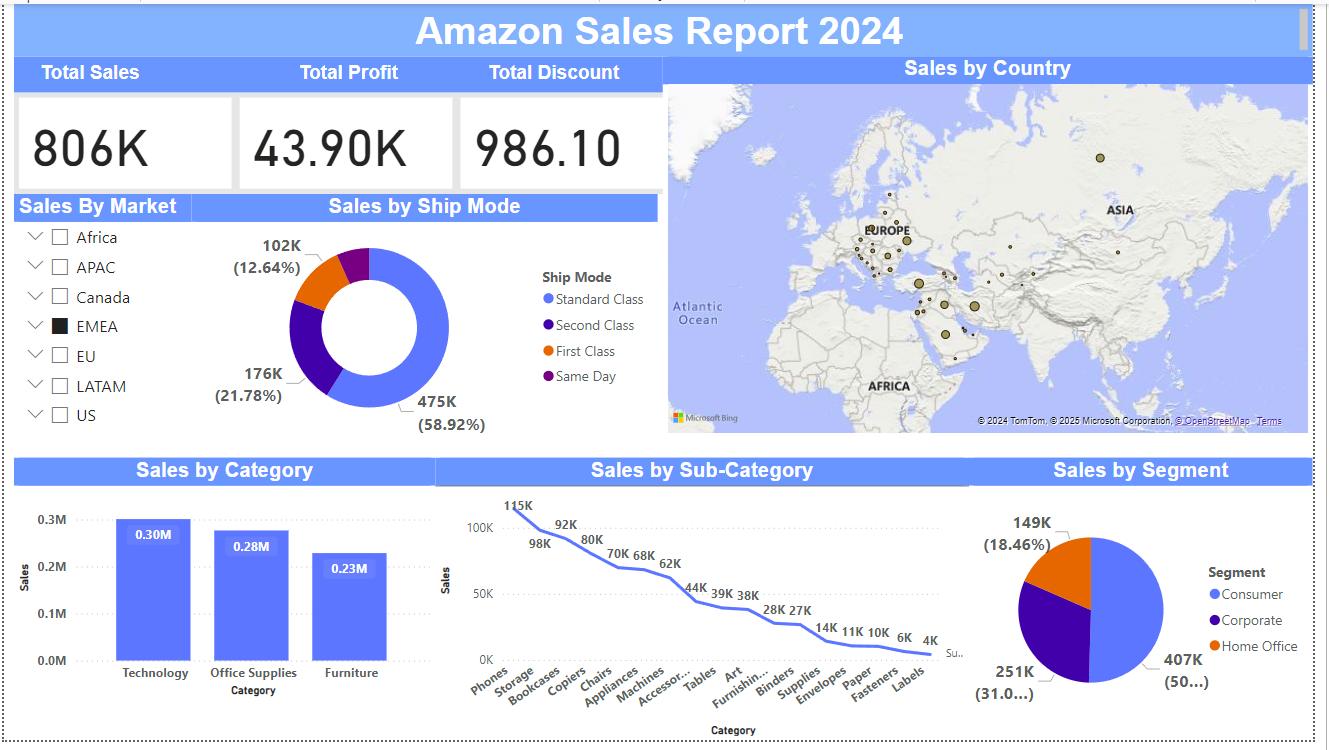 Amazon Sales Report 2024
Total Sales
Total Profit
Total Discount
Sales by Country
806K
43.90K
986.10
Sales By Market
Africa
APAC
Canada
EMEA
EU
LATAM
US
Sales by Ship Mode
102K
(12.64%)
176K
(21.78%)
475K
(58.92%)
Ship Mode
Standard Class
Second Class
First Class
Same Day
EUROPE
ASIA
Atlantic
Ocean
AFRICA
Microsoft Bing
© 2024 TomTom, © 2025 Microsoft Corporation, © OpenStreetMap Terms
Sales by Category
Sales
0.3M
0.2M
0.1M
0.0M
0.30M
0.28M
0.23M
Technology
Office Supplies
Furniture
Category
Sales by Sub-Category
Sales
100K
50K
0K
115K
98K
92K
80K
70K
68K
62K
44K
39K
38K
28K
27K
14K
11K
10K
6K
4K
Su..
Phones
Storage
Bookcases
Copiers
Chairs
Appliances
Machines
Accessor...
Tables
Art
Furnishin...
Binders
Supplies
Envelopes
Paper
Fasteners
Labels
Category
Sales by Segment
149K
(18.46%)
251K
(31.0...)
407K
(50...)
Segment
Consumer
Corporate
Home Office